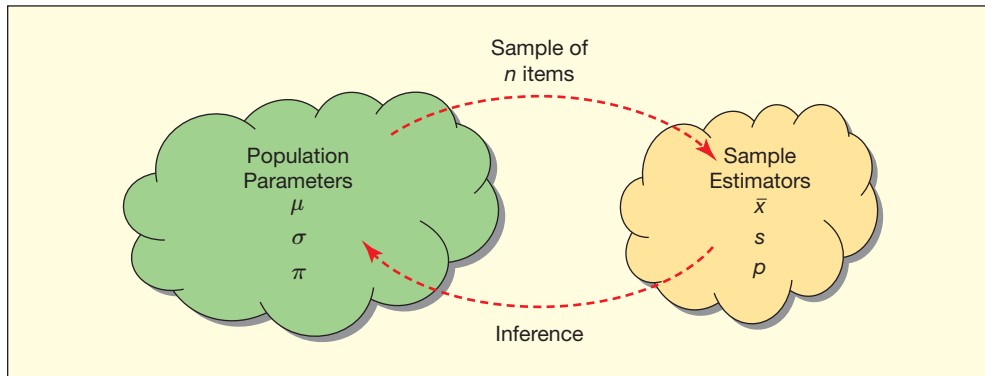 Sample of
n items
Population
Parameters
μ
σ
π
Sample
Estimators
x̄
s
p
Inference